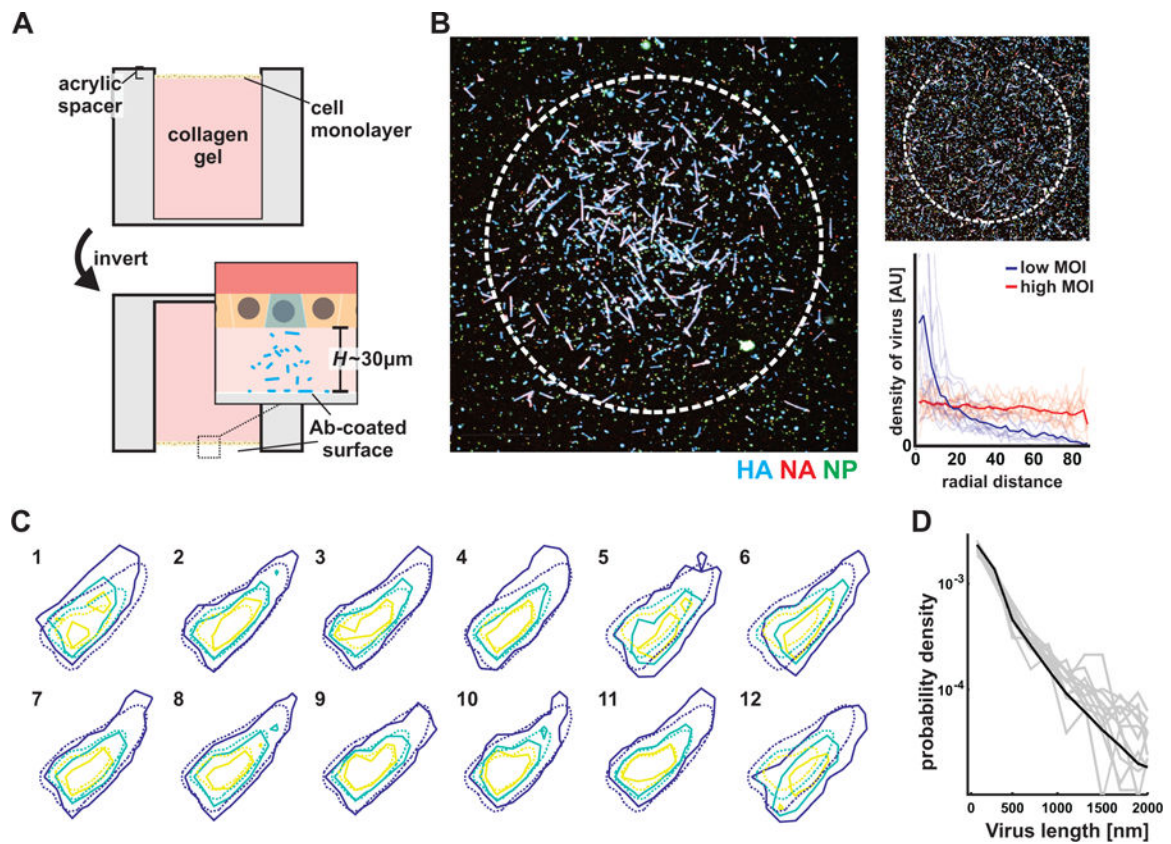 A
acrylic
spacer
collagen
gel
cell
monolayer
invert
H~30μm
Ab-coated
surface
B
HA NA NP
low MOI
high MOI
density of virus [AU]
0
0 20 40 60 80
radial distance
C
1 2 3 4 5 6
7 8 9 10 11 12
D
probability density
10⁻³
10⁻⁴
0 500 1000 1500 2000
Virus length [nm]